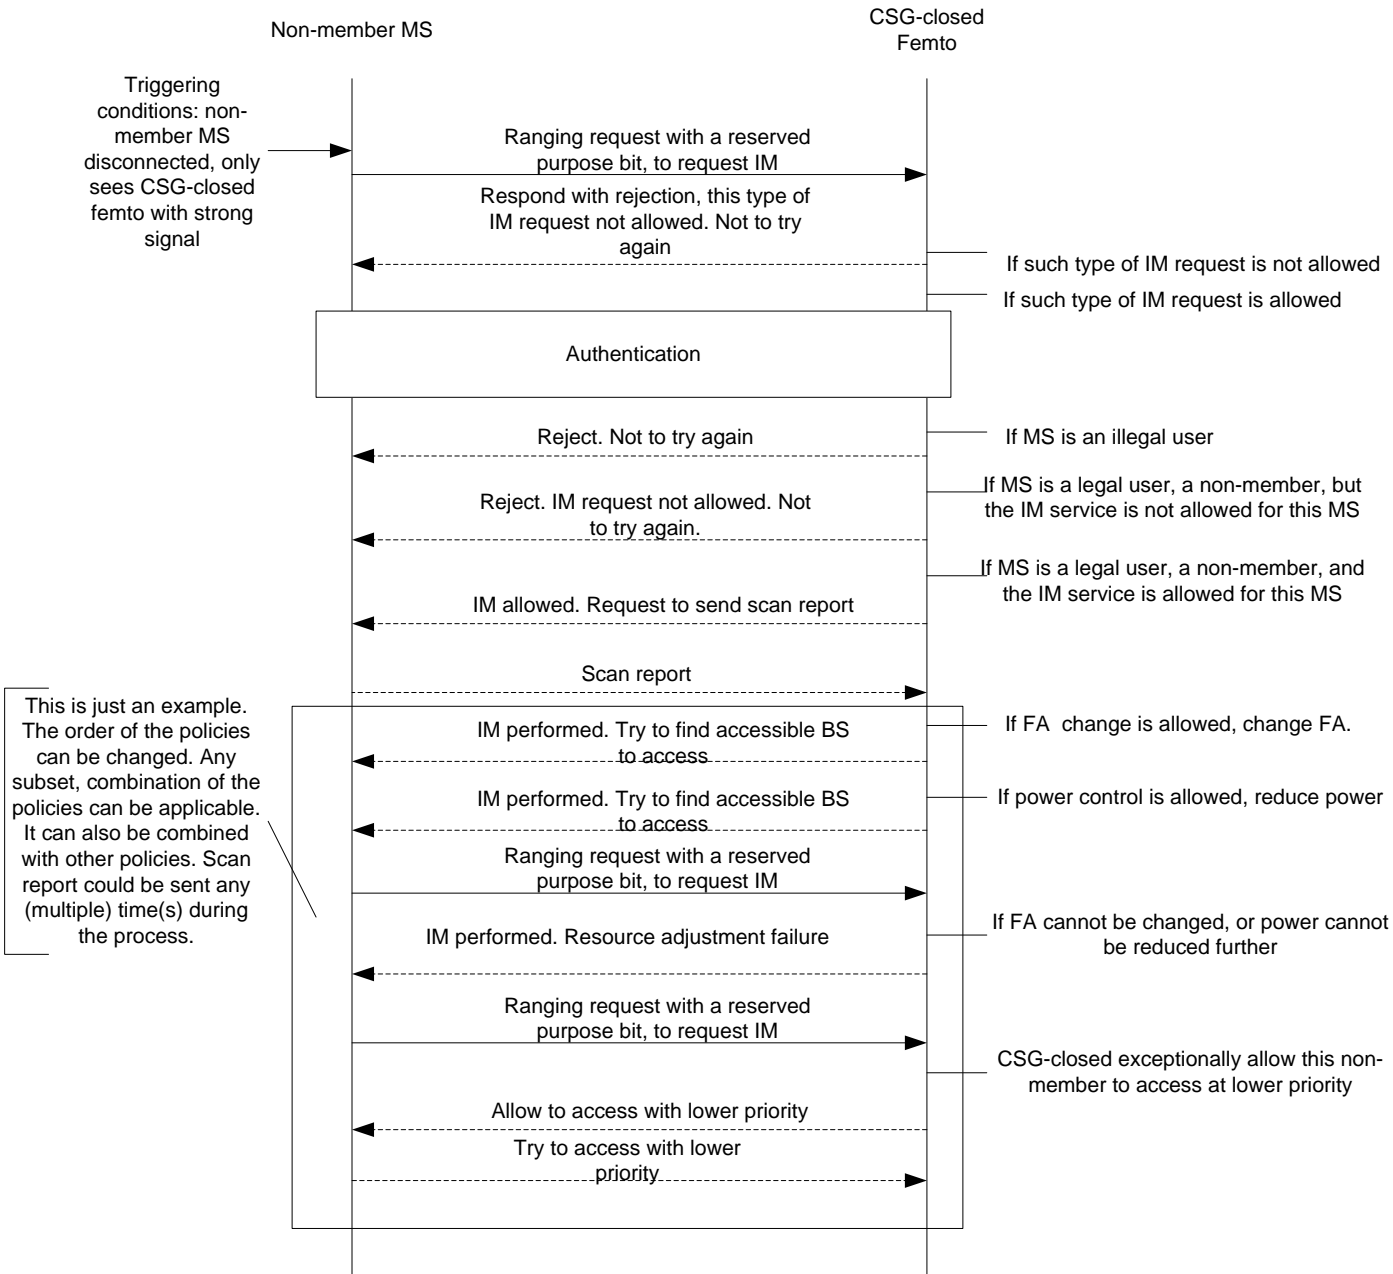 Non-member MS
CSG-closed
Femto
Triggering
conditions: non-
member MS
disconnected, only
sees CSG-closed
femto with strong
signal
Ranging request with a reserved
purpose bit, to request IM
Respond with rejection, this type of
IM request not allowed. Not to try
again
If such type of IM request is not allowed
If such type of IM request is allowed
Authentication
Reject. Not to try again
If MS is an illegal user
Reject. IM request not allowed. Not
to try again.
If MS is a legal user, a non-member, but
the IM service is not allowed for this MS
If MS is a legal user, a non-member, and
the IM service is allowed for this MS
IM allowed. Request to send scan report
Scan report
This is just an example.
The order of the policies
can be changed. Any
subset, combination of the
policies can be applicable.
It can also be combined
with other policies. Scan
report could be sent any
(multiple) time(s) during
the process.
IM performed. Try to find accessible BS
to access
If FA  change is allowed, change FA.
IM performed. Try to find accessible BS
to access
If power control is allowed, reduce power
Ranging request with a reserved
purpose bit, to request IM
IM performed. Resource adjustment failure
If FA cannot be changed, or power cannot
be reduced further
Ranging request with a reserved
purpose bit, to request IM
CSG-closed exceptionally allow this non-
member to access at lower priority
Allow to access with lower priority
Try to access with lower
priority